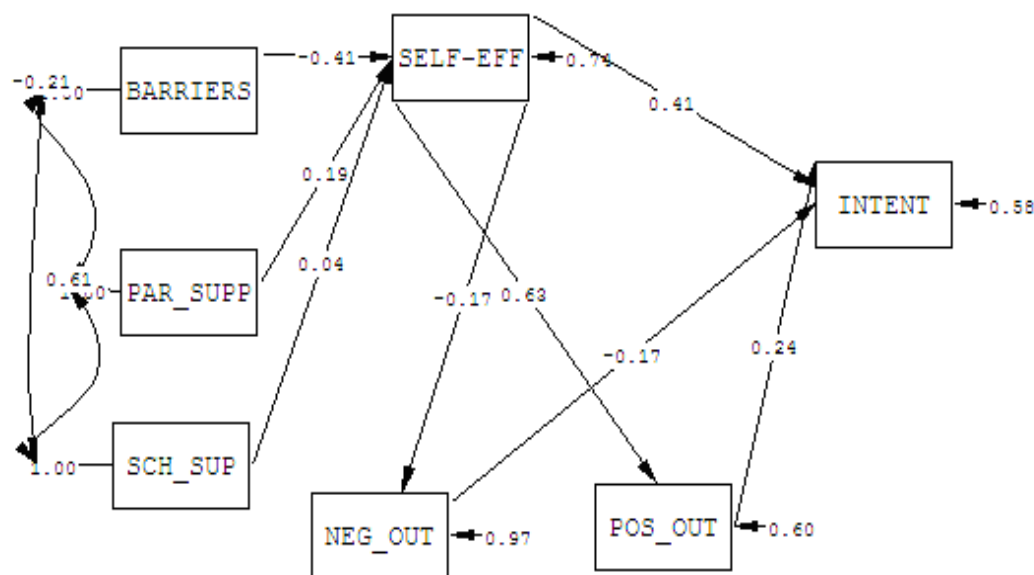 SELF-EFF
-0.41
0.74
-0.21
BARRIERS
0.41
0.19
INTENT
0.58
0.04
0.61
PAR_SUPP
-0.17
0.63
-0.17
0.24
1.00
SCH_SUP
NEG_OUT
0.97
POS_OUT
0.60